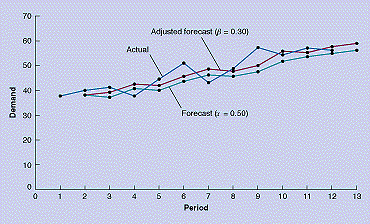 70
60
50
40
30
20
10
0
0 1 2 3 4 5 6 7 8 9 10 11 12 13
Demand
Period
Adjusted forecast (β = 0.30)
Actual
Forecast (ε = 0.50)